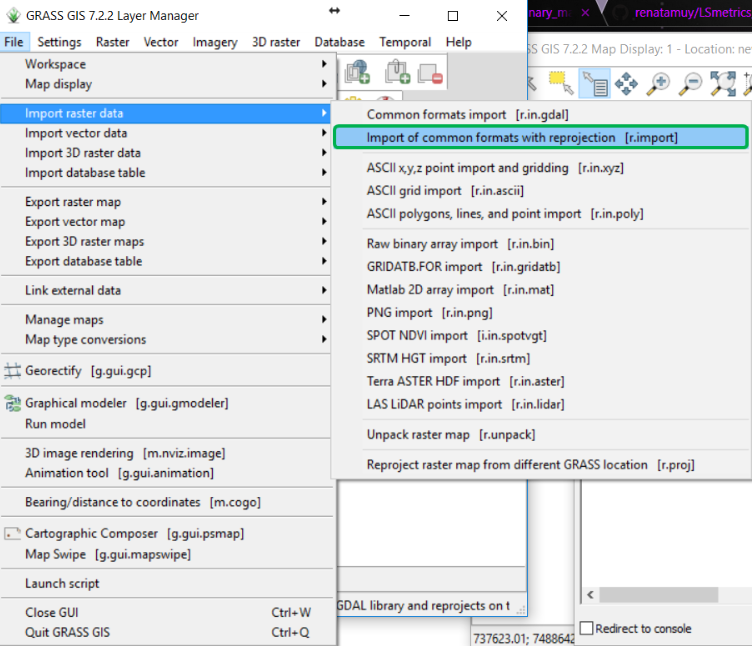 GRASS GIS 7.2.2 Layer Manager
renatamuy/LSmetrics
File Settings Raster Vector Imagery 3D raster Database Temporal Help
GIS 7.2.2 Map Display: 1 - Location:
Workspace
Map display
Import raster data
Import vector data
Import 3D raster data
Import database table
Export raster map
Export vector map
Export 3D raster maps
Export database table
Link external data
Manage maps
Map type conversions
Georectify [g.gui.gcp]
Graphical modeler [g.gui.gmodeler]
Run model
3D image rendering [m.nviz.image]
Animation tool [g.gui.animation]
Bearing/distance to coordinates [m.cogo]
Cartographic Composer [g.gui.psmap]
Map Swipe [g.gui.mapswipe]
Launch script
Close GUI Ctrl+W
Quit GRASS GIS Ctrl+Q
Common formats import [r.in.gdal]
Import of common formats with reprojection [r.import]
ASCII x,y,z point import and gridding [r.in.xyz]
ASCII grid import [r.in.ascii]
ASCII polygons, lines, and point import [r.in.poly]
Raw binary array import [r.in.bin]
GRIDATB.FOR import [r.in.gridatb]
Matlab 2D array import [r.in.mat]
PNG import [r.in.png]
SPOT NDVI import [i.in.spotvgt]
SRTM HGT import [r.in.srtm]
Terra ASTER HDF import [r.in.aster]
LAS LiDAR points import [r.in.lidar]
Unpack raster map [r.unpack]
Reproject raster map from different GRASS location [r.proj]
GDAL library and reprojects on t
737623.01; 7488642
Redirect to console